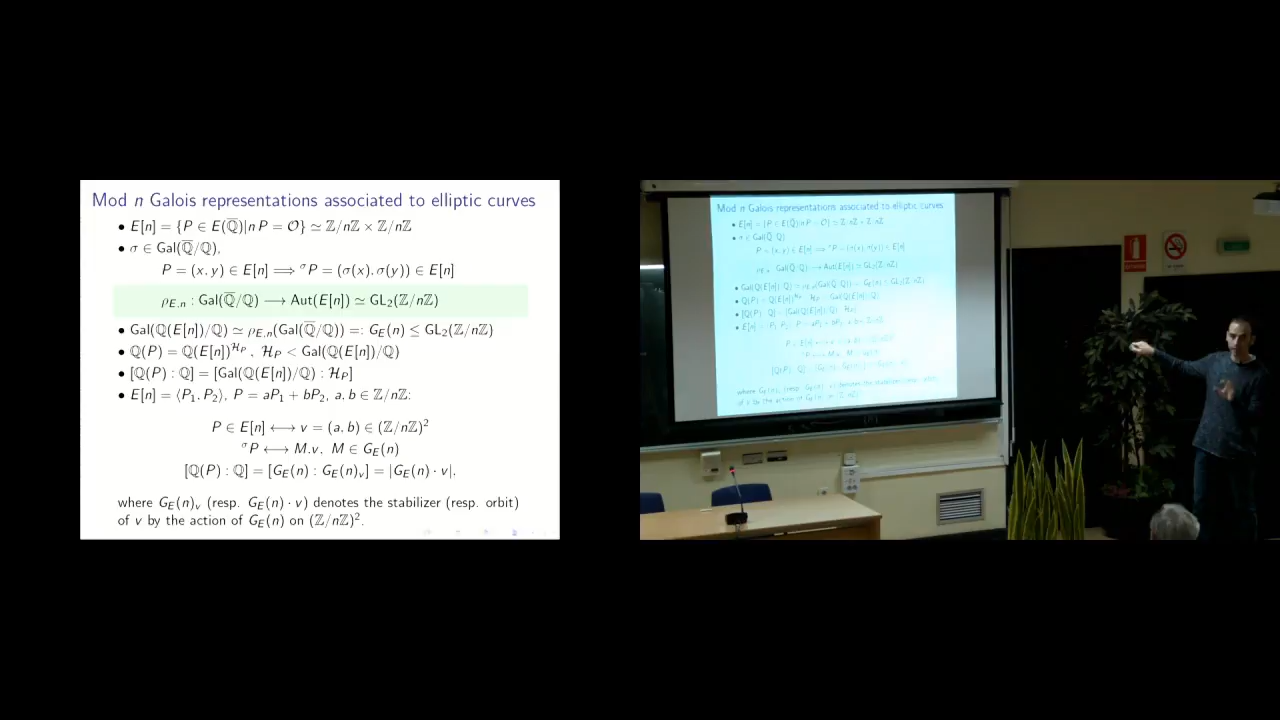 Mod n Galois representations associated to elliptic curves
• E[n] = {P ∈ E(ℚ̅)|n P = 𝒪} ≃ ℤ/nℤ × ℤ/nℤ
• σ ∈ Gal(ℚ̅/ℚ),
P = (x, y) ∈ E[n] ⟹ ^σP = (σ(x), σ(y)) ∈ E[n]
ρ_{E,n} : Gal(ℚ̅/ℚ) ⟶ Aut(E[n]) ≃ GL₂(ℤ/nℤ)
• Gal(ℚ(E[n])/ℚ) ≃ ρ_{E,n}(Gal(ℚ̅/ℚ)) =: G_E(n) ≤ GL₂(ℤ/nℤ)
• ℚ(P) = ℚ(E[n])^{ℋ_P}, ℋ_P < Gal(ℚ(E[n])/ℚ)
• [ℚ(P) : ℚ] = [Gal(ℚ(E[n])/ℚ) : ℋ_P]
• E[n] = ⟨P₁, P₂⟩, P = aP₁ + bP₂, a, b ∈ ℤ/nℤ:
P ∈ E[n] ⟷ v = (a, b) ∈ (ℤ/nℤ)²
^σP ⟷ M.v, M ∈ G_E(n)
[ℚ(P) : ℚ] = [G_E(n) : G_E(n)_v] = |G_E(n) · v|.
where G_E(n)_v (resp. G_E(n) · v) denotes the stabilizer (resp. orbit)
of v by the action of G_E(n) on (ℤ/nℤ)².
Mod n Galois representations associated to elliptic curves